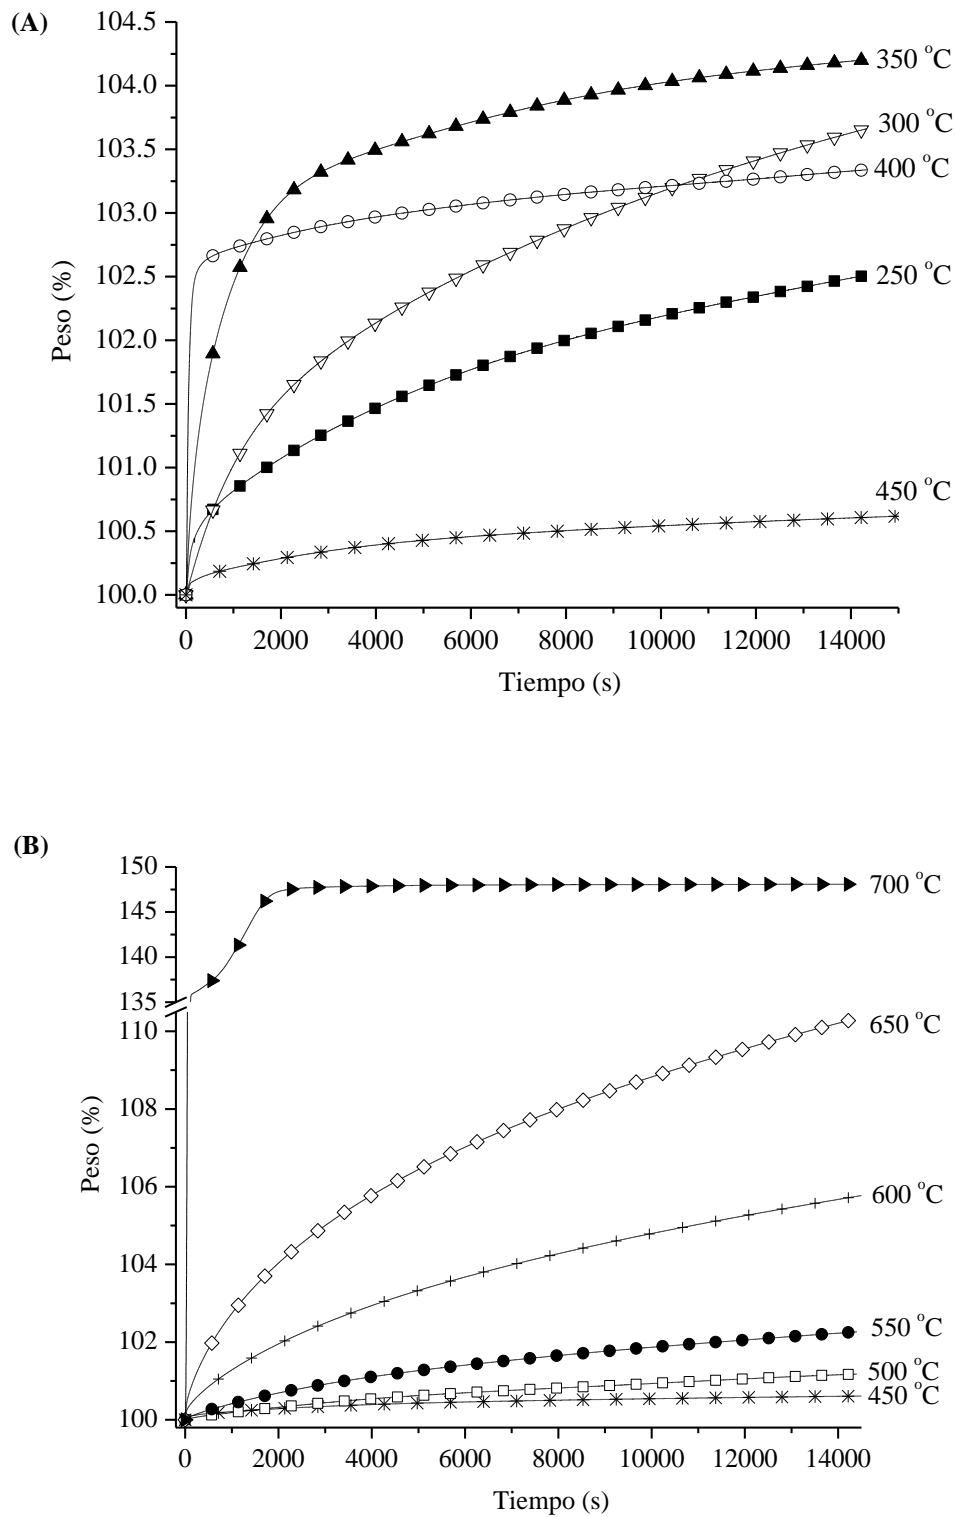 (A)
104.5
104.0
103.5
103.0
102.5
102.0
101.5
101.0
100.5
100.0
Peso (%)
350 °C
300 °C
400 °C
250 °C
450 °C
0 2000 4000 6000 8000 10000 12000 14000
Tiempo (s)
(B)
150
145
140
135
110
108
106
104
102
100
Peso (%)
700 °C
650 °C
600 °C
550 °C
500 °C
450 °C
0 2000 4000 6000 8000 10000 12000 14000
Tiempo (s)